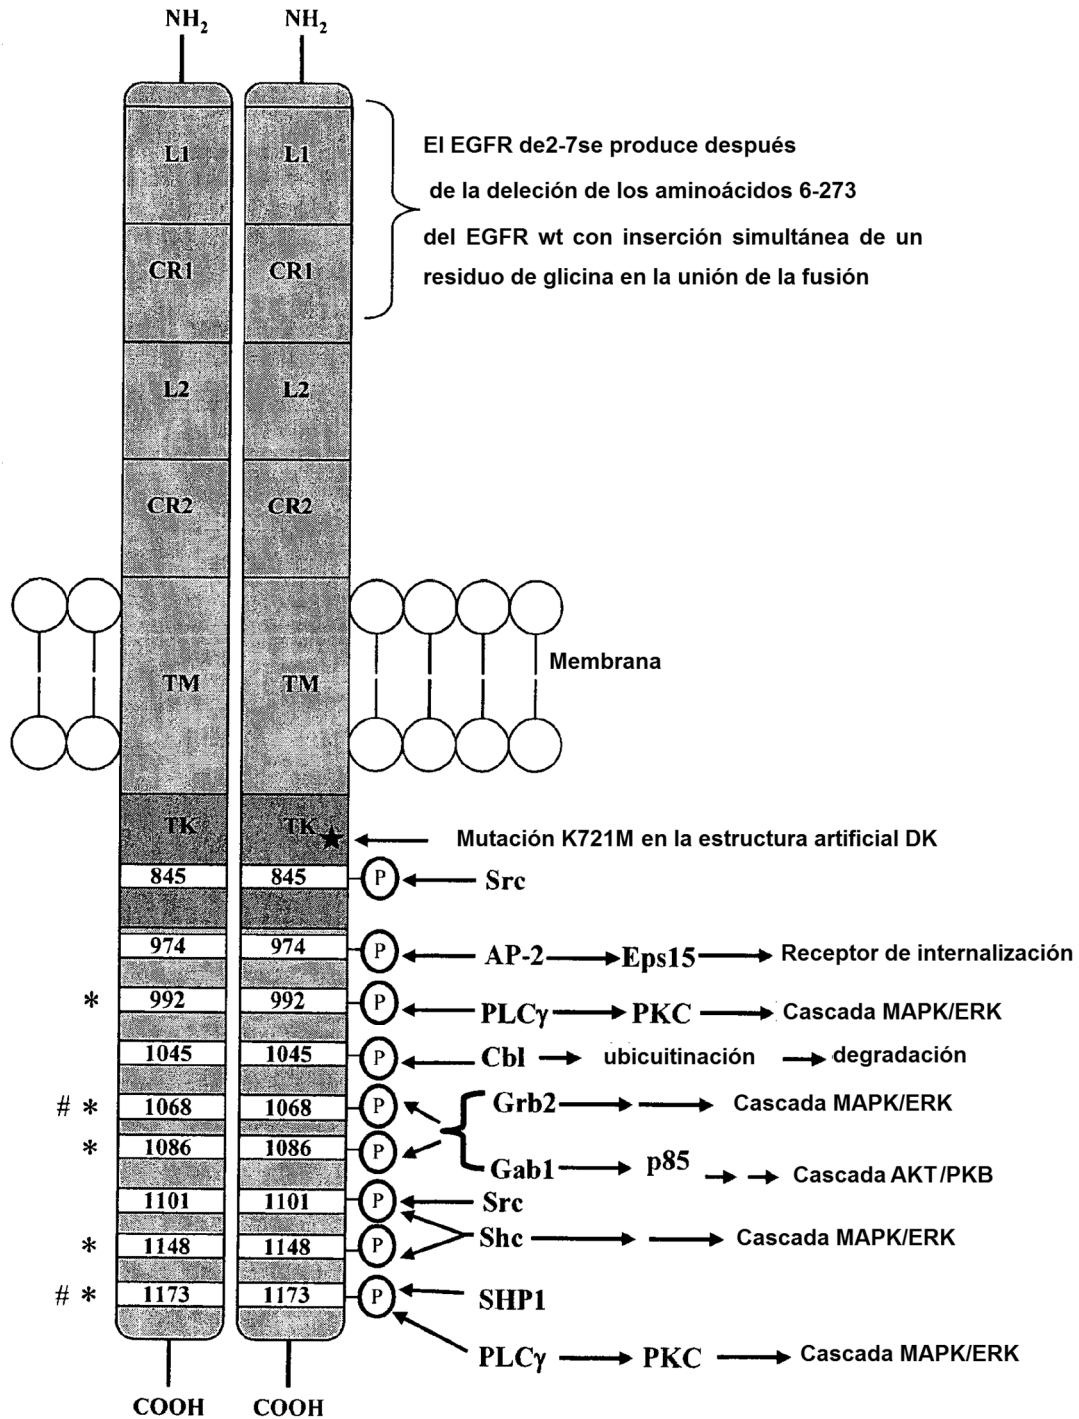 NH2 NH2
L1 L1
El EGFR de2-7se produce después
de la deleción de los aminoácidos 6-273
del EGFR wt con inserción simultánea de un
residuo de glicina en la unión de la fusión
CR1 CR1
L2 L2
CR2 CR2
TM TM
Membrana
TK TK
Mutación K721M en la estructura artificial DK
845 845 P Src
974 974 P AP-2 Eps15 Receptor de internalización
* 992 992 P PLCγ PKC Cascada MAPK/ERK
1045 1045 P Cbl ubicuitinación degradación
# * 1068 1068 P Grb2 Cascada MAPK/ERK
* 1086 1086 P Gab1 p85 Cascada AKT/PKB
1101 1101 P Src
* 1148 1148 P Shc Cascada MAPK/ERK
# * 1173 1173 P SHP1
PLCγ PKC Cascada MAPK/ERK
COOH COOH